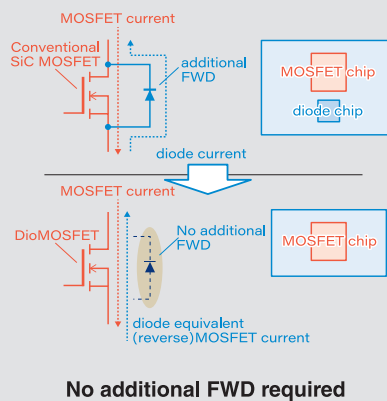 MOSFET current
Conventional
SiC MOSFET
additional
FWD
MOSFET chip
diode chip
diode current
MOSFET current
DioMOSFET
No additional
FWD
MOSFET chip
diode equivalent
(reverse)MOSFET current
No additional FWD required